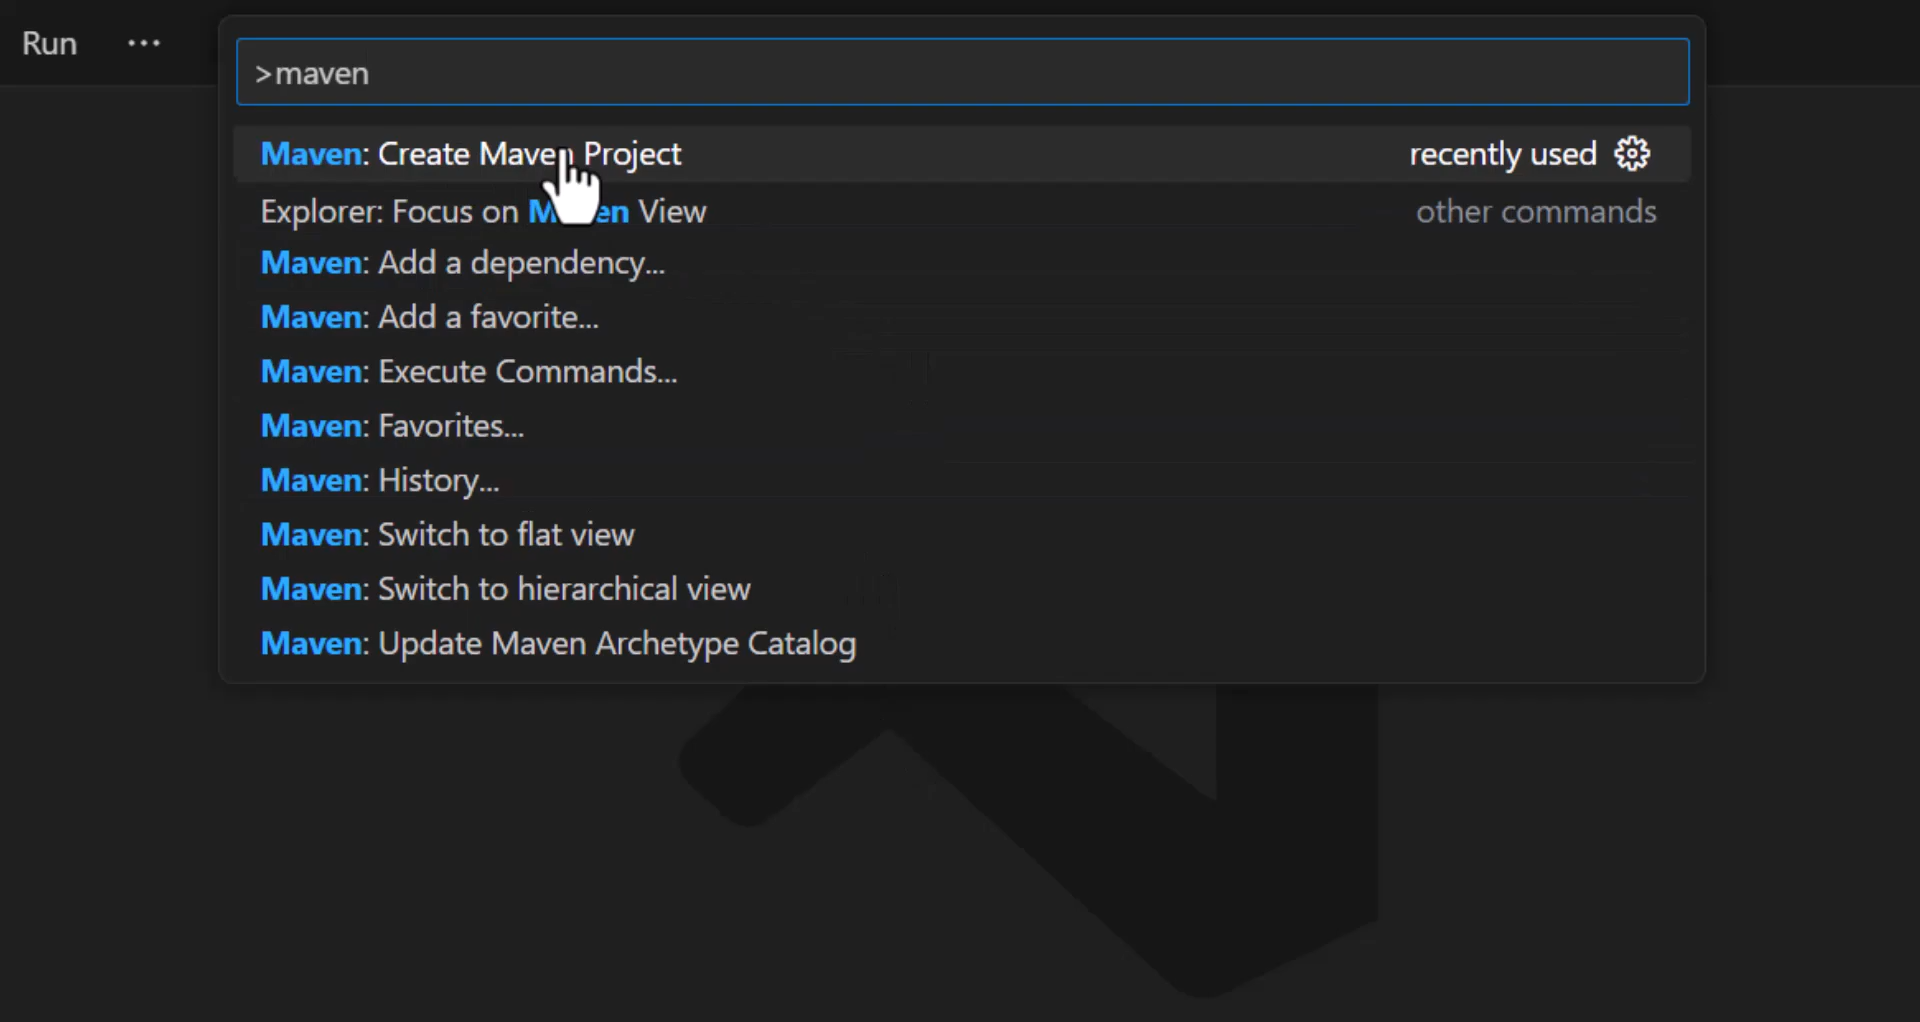 Run ...
>maven
Maven: Create Maven Project recently used
Explorer: Focus on Maven View other commands
Maven: Add a dependency...
Maven: Add a favorite...
Maven: Execute Commands...
Maven: Favorites...
Maven: History...
Maven: Switch to flat view
Maven: Switch to hierarchical view
Maven: Update Maven Archetype Catalog